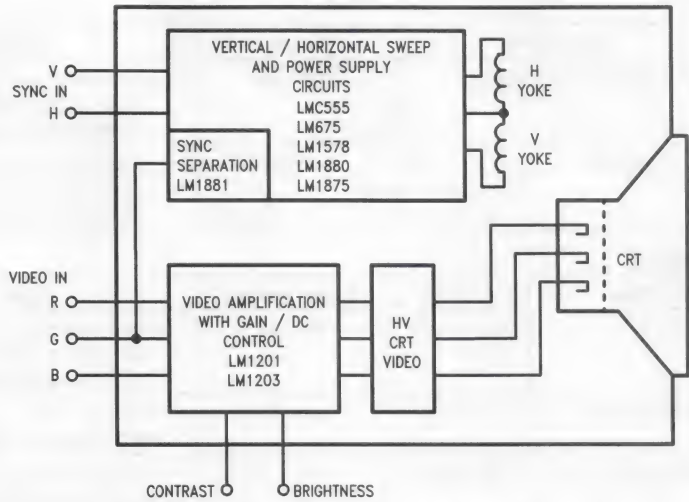 VERTICAL / HORIZONTAL SWEEP
AND POWER SUPPLY
CIRCUITS
LMC555
LM675
LM1578
LM1880
LM1875
V
SYNC IN
H
SYNC
SEPARATION
LM1881
H
YOKE
V
YOKE
CRT
VIDEO IN
R
G
B
VIDEO AMPLIFICATION
WITH GAIN / DC
CONTROL
LM1201
LM1203
HV
CRT
VIDEO
CONTRAST
BRIGHTNESS